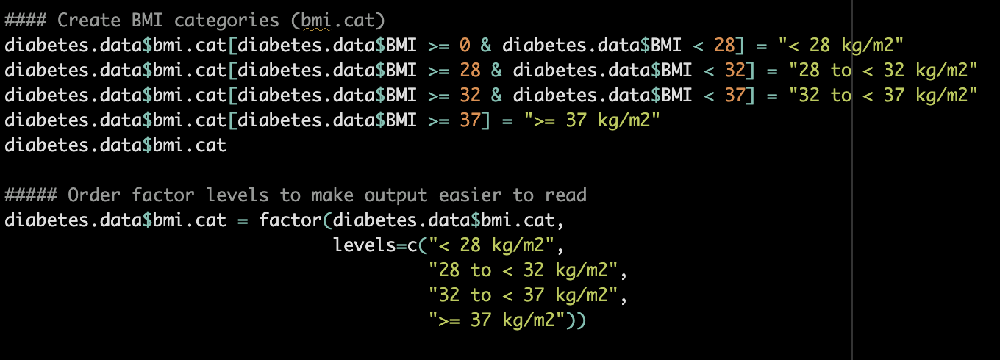 #### Create BMI categories (bmi.cat)
diabetes.data$bmi.cat[diabetes.data$BMI >= 0 & diabetes.data$BMI < 28] = "< 28 kg/m2"
diabetes.data$bmi.cat[diabetes.data$BMI >= 28 & diabetes.data$BMI < 32] = "28 to < 32 kg/m2"
diabetes.data$bmi.cat[diabetes.data$BMI >= 32 & diabetes.data$BMI < 37] = "32 to < 37 kg/m2"
diabetes.data$bmi.cat[diabetes.data$BMI >= 37] = ">= 37 kg/m2"
diabetes.data$bmi.cat

##### Order factor levels to make output easier to read
diabetes.data$bmi.cat = factor(diabetes.data$bmi.cat,
                               levels=c("< 28 kg/m2",
                                        "28 to < 32 kg/m2",
                                        "32 to < 37 kg/m2",
                                        ">= 37 kg/m2"))